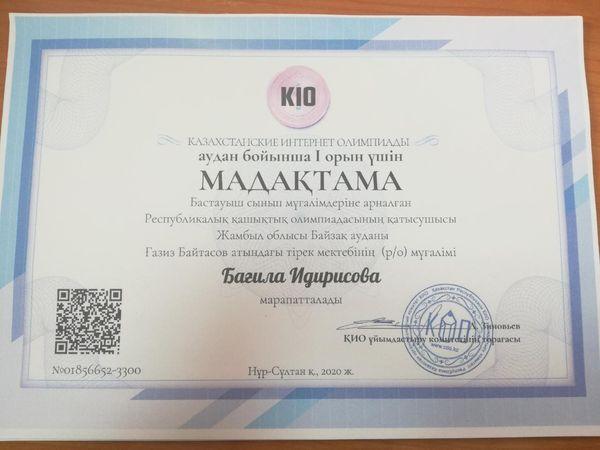 КІО
КАЗАХСТАНСКИЕ ИНТЕРНЕТ ОЛИМПИАДЫ
аудан бойынша І орын үшін
МАДАҚТАМА
Бастауыш сынып мұғалімдеріне арналған
Республикалық қашықтық олимпиадасының қатысушысы
Жамбыл облысы Байзақ ауданы
Ғазиз Байтасов атындағы тірек мектебінің (р/о) мұғалімі
Бағила Идирисова
марапатталады
Зиновьев
ҚИО ұйымдастыру комитетінің төрағасы
№01856652-3300
Нұр-Сұлтан қ., 2020 ж.